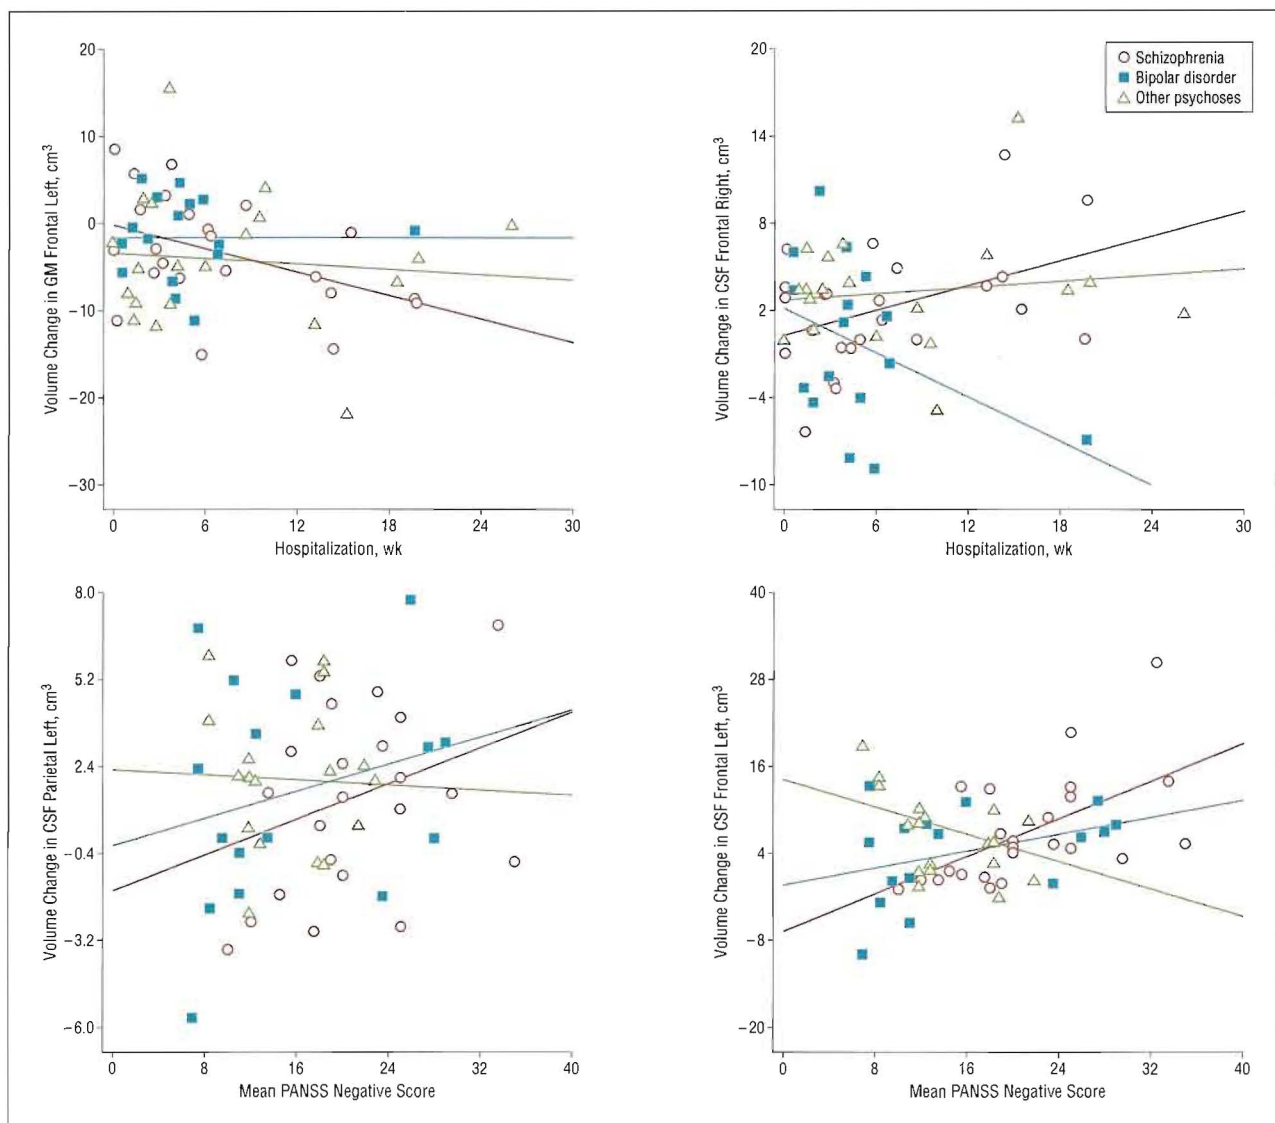 20
10
0
−10
−20
−30
Volume Change in GM Frontal Left, cm³
0 6 12 18 24 30
Hospitalization, wk
20
14
8
2
−4
−10
Volume Change in CSF Frontal Right, cm³
0 6 12 18 24 30
Hospitalization, wk
Schizophrenia
Bipolar disorder
Other psychoses
8.0
5.2
2.4
−0.4
−3.2
−6.0
Volume Change in CSF Parietal Left, cm³
0 8 16 24 32 40
Mean PANSS Negative Score
40
28
16
4
−8
−20
Volume Change in CSF Frontal Left, cm³
0 8 16 24 32 40
Mean PANSS Negative Score